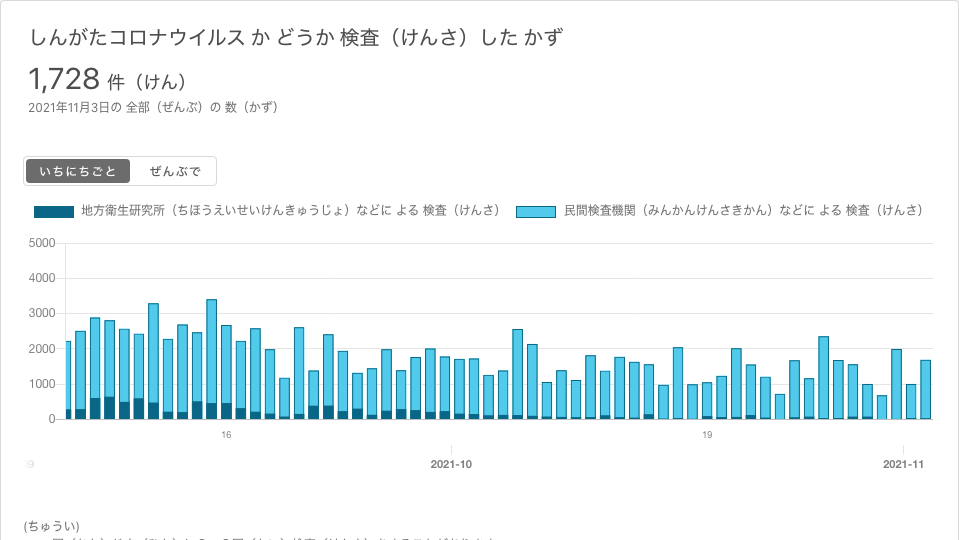 しんがたコロナウイルス か どうか 検査（けんさ）した かず
1,728 件（けん）
2021年11月3日の 全部（ぜんぶ）の 数（かず）
いちにちごと ぜんぶで
地方衛生研究所（ちほうえいせいけんきゅうじょ）などに よる 検査（けんさ） 民間検査機関（みんかんけんさきかん）などに よる 検査（けんさ）
5000
4000
3000
2000
1000
0
16 19
9 2021-10 2021-11
(ちゅうい)